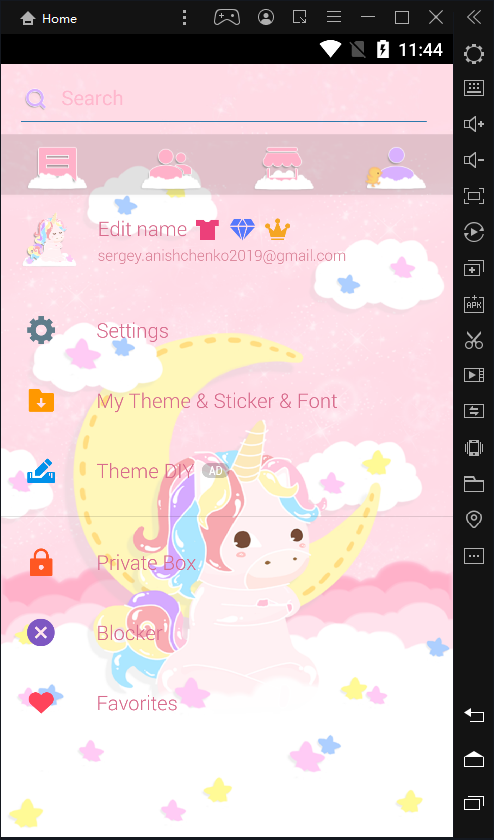 Home
11:44
Search
Edit name
sergey.anishchenko2019@gmail.com
Settings
My Theme & Sticker & Font
Theme DIY AD
Private Box
Blocker
Favorites
APK